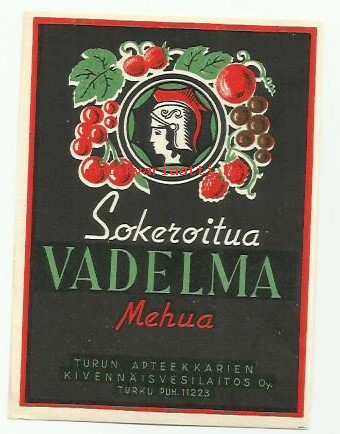 Sokeroitua
VADELMA
Mehua
TURUN APTEEKKARIEN
KIVENNÄISVESILAITOS Oy.
TURKU PUH. 11223